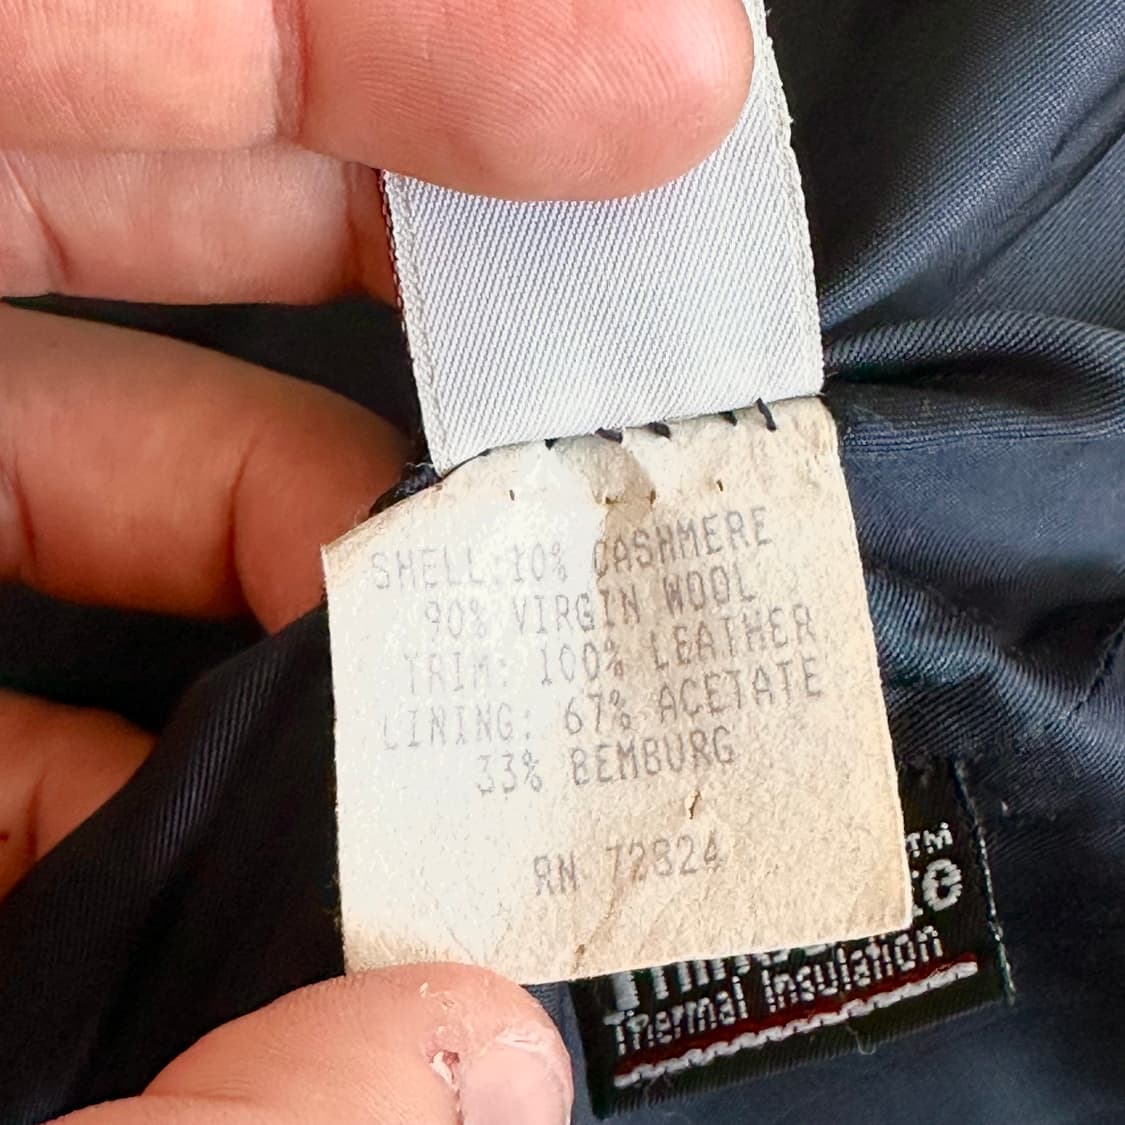 SHELL:10% CASHMERE
90% VIRGIN WOOL
TRIM: 100% LEATHER
LINING: 67% ACETATE
33% BEMBURG
RN 72824
TM
Thermal Insulation